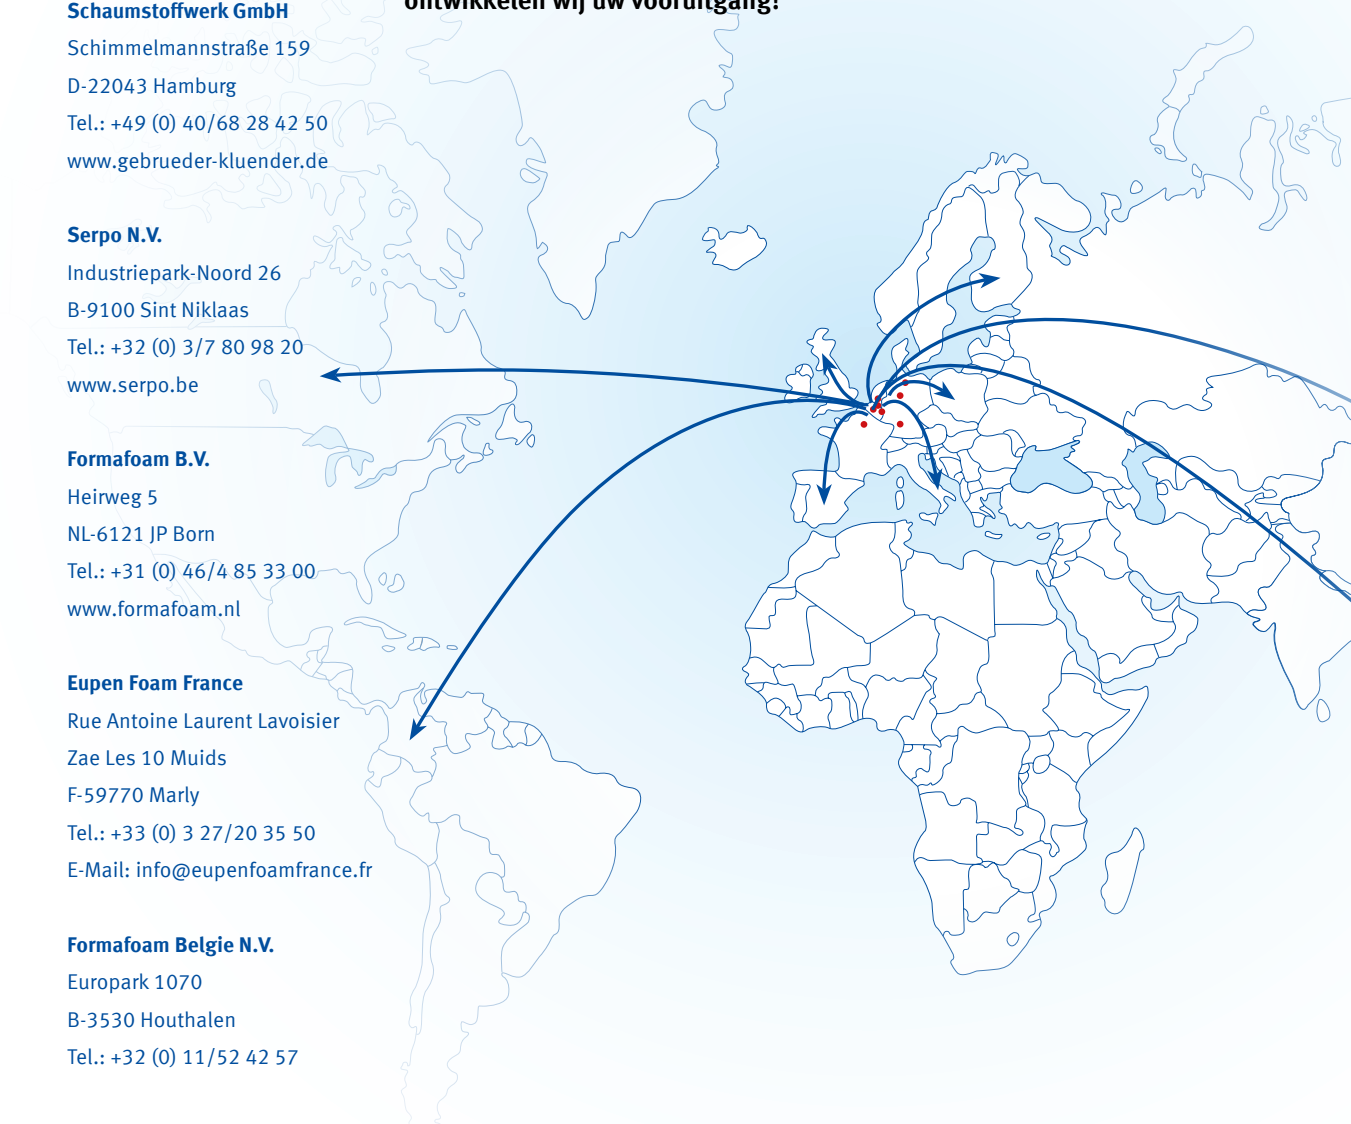 ontwikkelen wij uw vooruitgang!
Schaumstoffwerk GmbH
Schimmelmannstraße 159
D-22043 Hamburg
Tel.: +49 (0) 40/68 28 42 50
www.gebrueder-kluender.de
Serpo N.V.
Industriepark-Noord 26
B-9100 Sint Niklaas
Tel.: +32 (0) 3/7 80 98 20
www.serpo.be
Formafoam B.V.
Heirweg 5
NL-6121 JP Born
Tel.: +31 (0) 46/4 85 33 00
www.formafoam.nl
Eupen Foam France
Rue Antoine Laurent Lavoisier
Zae Les 10 Muids
F-59770 Marly
Tel.: +33 (0) 3 27/20 35 50
E-Mail: info@eupenfoamfrance.fr
Formafoam Belgie N.V.
Europark 1070
B-3530 Houthalen
Tel.: +32 (0) 11/52 42 57